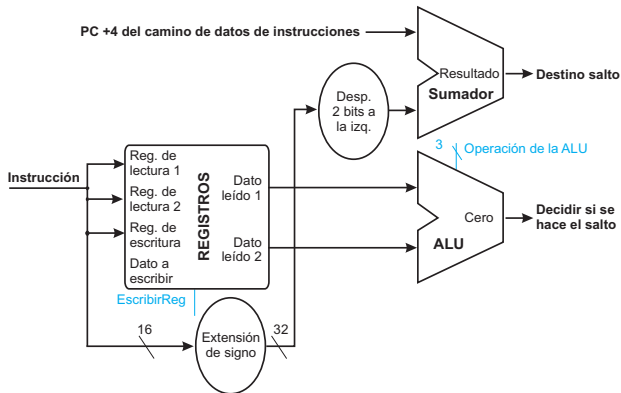 PC +4 del camino de datos de instrucciones
Resultado
Sumador
Destino salto
Desp.
2 bits a
la izq.
3
Operación de la ALU
Instrucción
Reg. de
lectura 1
Reg. de
lectura 2
Reg. de
escritura
Dato a
escribir
REGISTROS
Dato
leído 1
Dato
leído 2
Cero
ALU
Decidir si se
hace el salto
EscribirReg
16
Extensión
de signo
32